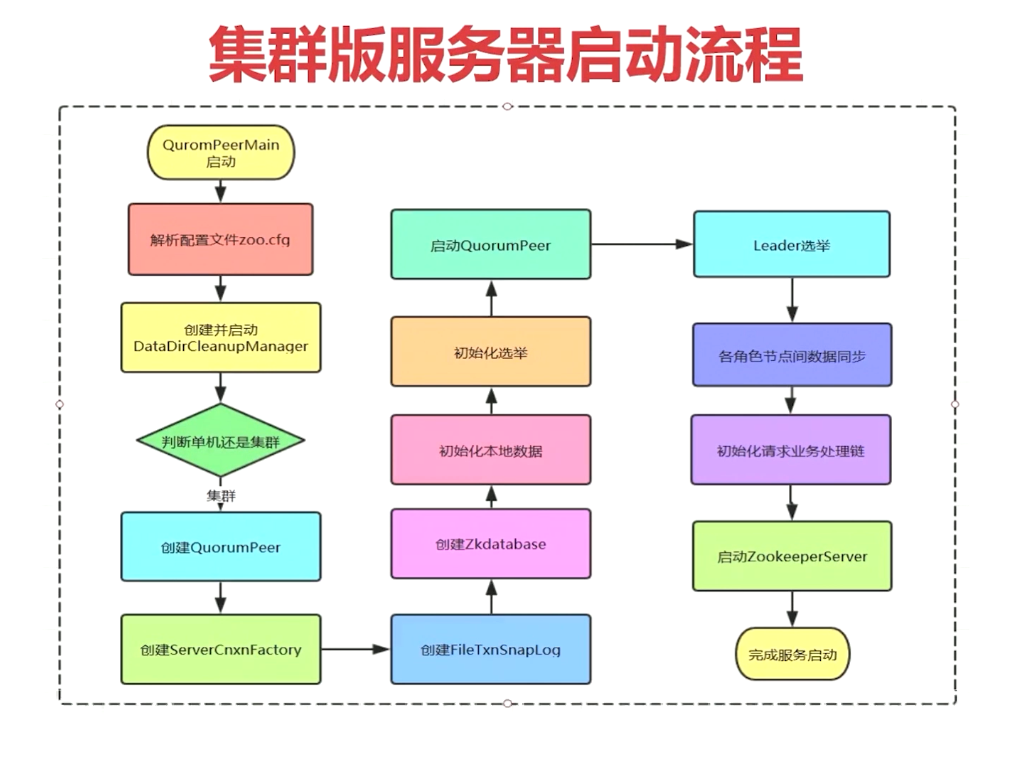 集群版服务器启动流程
QuromPeerMain
启动
解析配置文件zoo.cfg
创建并启动
DataDirCleanupManager
判断单机还是集群
集群
创建QuorumPeer
创建ServerCnxnFactory
创建FileTxnSnapLog
创建Zkdatabase
初始化本地数据
初始化选举
启动QuorumPeer
Leader选举
各角色节点间数据同步
初始化请求业务处理链
启动ZookeeperServer
完成服务启动